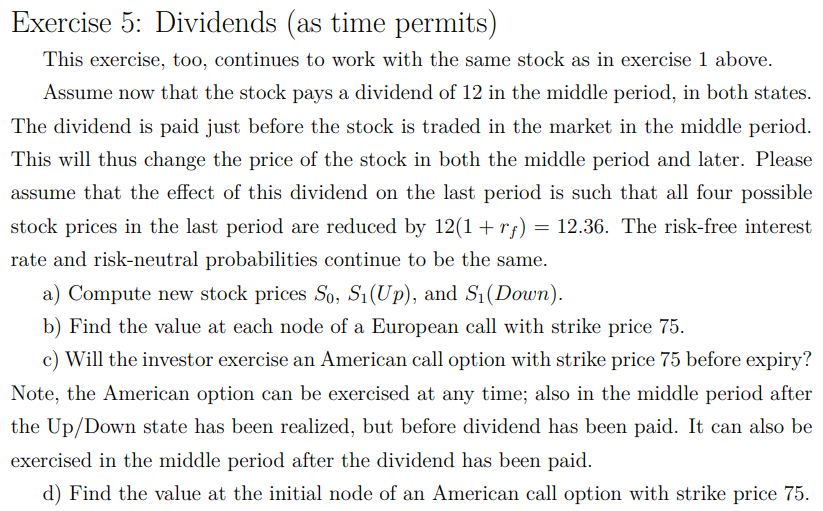 Exercise 5: Dividends (as time permits)
This exercise, too, continues to work with the same stock as in exercise 1 above.
Assume now that the stock pays a dividend of 12 in the middle period, in both states.
The dividend is paid just before the stock is traded in the market in the middle period.
This will thus change the price of the stock in both the middle period and later. Please
assume that the effect of this dividend on the last period is such that all four possible
stock prices in the last period are reduced by 12(1 + r_f) = 12.36. The risk-free interest
rate and risk-neutral probabilities continue to be the same.
a) Compute new stock prices S_0, S_1(Up), and S_1(Down).
b) Find the value at each node of a European call with strike price 75.
c) Will the investor exercise an American call option with strike price 75 before expiry?
Note, the American option can be exercised at any time; also in the middle period after
the Up/Down state has been realized, but before dividend has been paid. It can also be
exercised in the middle period after the dividend has been paid.
d) Find the value at the initial node of an American call option with strike price 75.